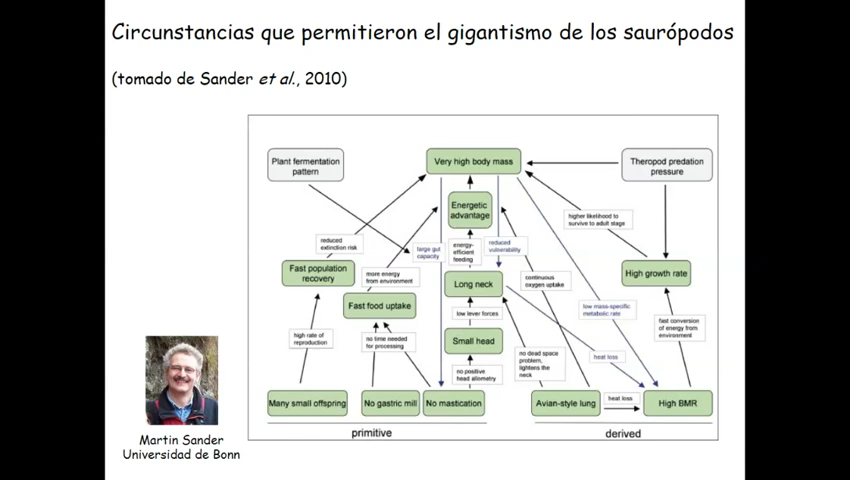 Circunstancias que permitieron el gigantismo de los saurópodos
(tomado de Sander et al., 2010)
Plant fermentation
pattern
Very high body mass
Theropod predation
pressure
Energetic
advantage
higher likelihood to
survive to adult stage
reduced
extinction risk
large gut
capacity
energy-
efficient
feeding
reduced
vulnerability
Fast population
recovery
more energy
from environment
Long neck
continuous
oxygen uptake
High growth rate
Fast food uptake
low lever forces
low mass-specific
metabolic rate
high rate of
reproduction
no time needed
for processing
Small head
fast conversion
of energy from
environment
no dead space
problem,
lightens the
neck
heat loss
no positive
head allometry
Many small offspring
No gastric mill
No mastication
Avian-style lung
heat loss
High BMR
primitive
derived
Martin Sander
Universidad de Bonn